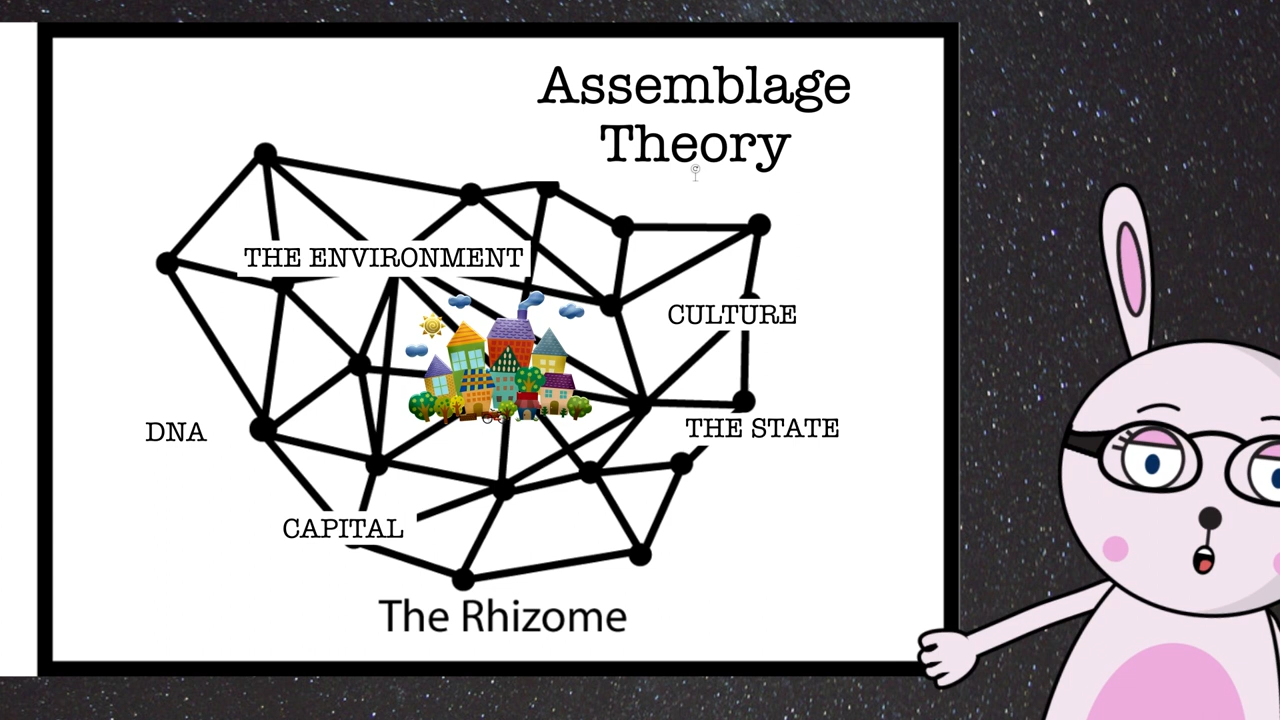 Assemblage
Theory
THE ENVIRONMENT
CULTURE
DNA
THE STATE
CAPITAL
The Rhizome